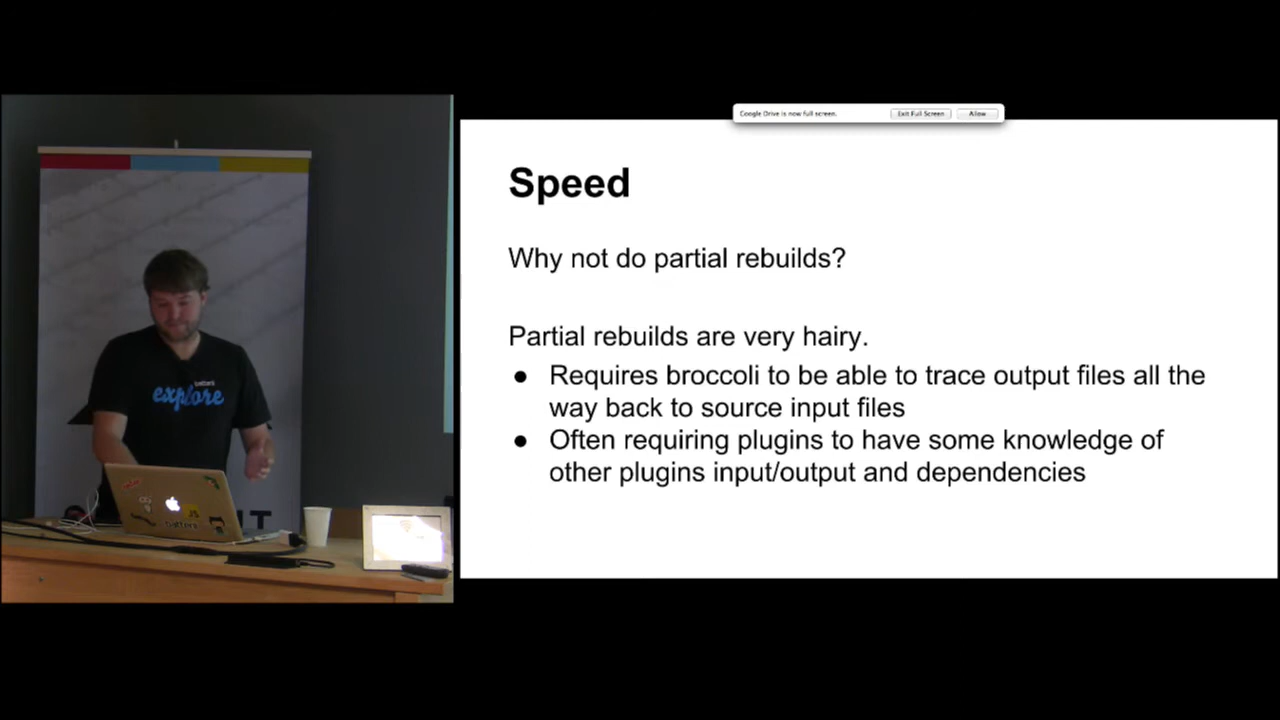 Google Drive is now full screen.
Exit Full Screen
Allow
Speed
Why not do partial rebuilds?
Partial rebuilds are very hairy.
● Requires broccoli to be able to trace output files all the
way back to source input files
● Often requiring plugins to have some knowledge of
other plugins input/output and dependencies
batteni
explore
JS